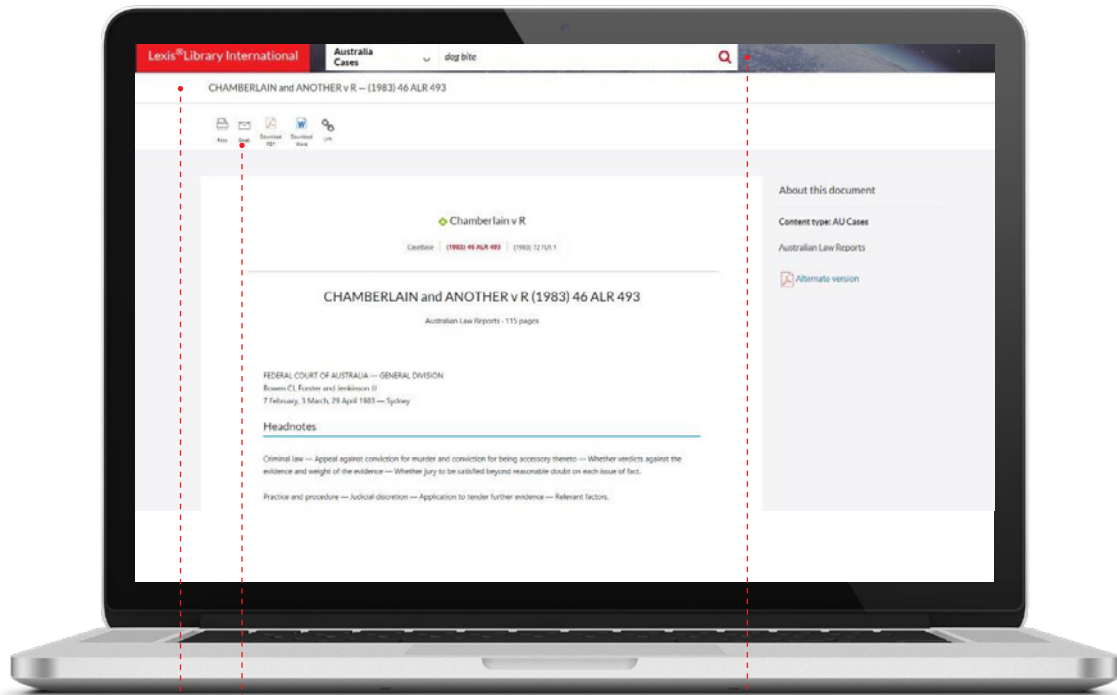 Lexis®Library International
Australia Cases
dog bite
CHAMBERLAIN and ANOTHER v R — (1983) 46 ALR 493
Print Email Download PDF Download Word Link
Chamberlain v R
CaseBase (1983) 46 ALR 493 (1983) 72 FLR 1
CHAMBERLAIN and ANOTHER v R (1983) 46 ALR 493
Australian Law Reports - 115 pages
FEDERAL COURT OF AUSTRALIA — GENERAL DIVISION
Bowen CJ, Forster and Jenkinson JJ
7 February, 3 March, 29 April 1983 — Sydney
Headnotes
Criminal law — Appeal against conviction for murder and conviction for being accessory thereto — Whether verdicts against the
evidence and weight of the evidence — Whether jury to be satisfied beyond reasonable doubt on each issue of fact.
Practice and procedure — Judicial discretion — Application to tender further evidence — Relevant factors.
About this document
Content type: AU Cases
Australian Law Reports
Alternate version